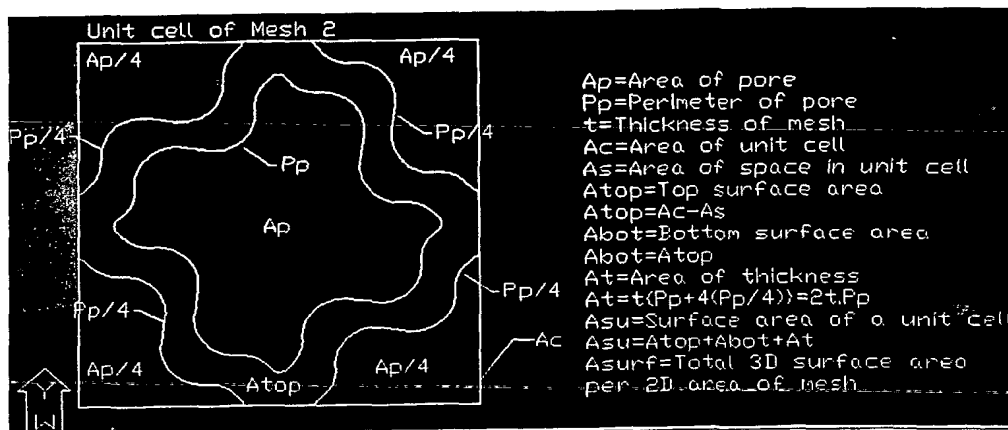 Unit cell of Mesh 2
Ap/4
Ap/4
Pp/4
Pp/4
Pp
Ap
Pp/4
Pp/4
Ap/4
Ap/4
Atop
Ac
W
Ap=Area of pore
Pp=Perimeter of pore
t=Thickness of mesh
Ac=Area of unit cell
As=Area of space in unit cell
Atop=Top surface area
Atop=Ac-As
Abot=Bottom surface area
Abot=Atop
At=Area of thickness
At=t{Pp+4(Pp/4)}=2t.Pp
Asu=Surface area of a unit cell
Asu=Atop+Abot+At
Asurf=Total 3D surface area
per 2D area of mesh